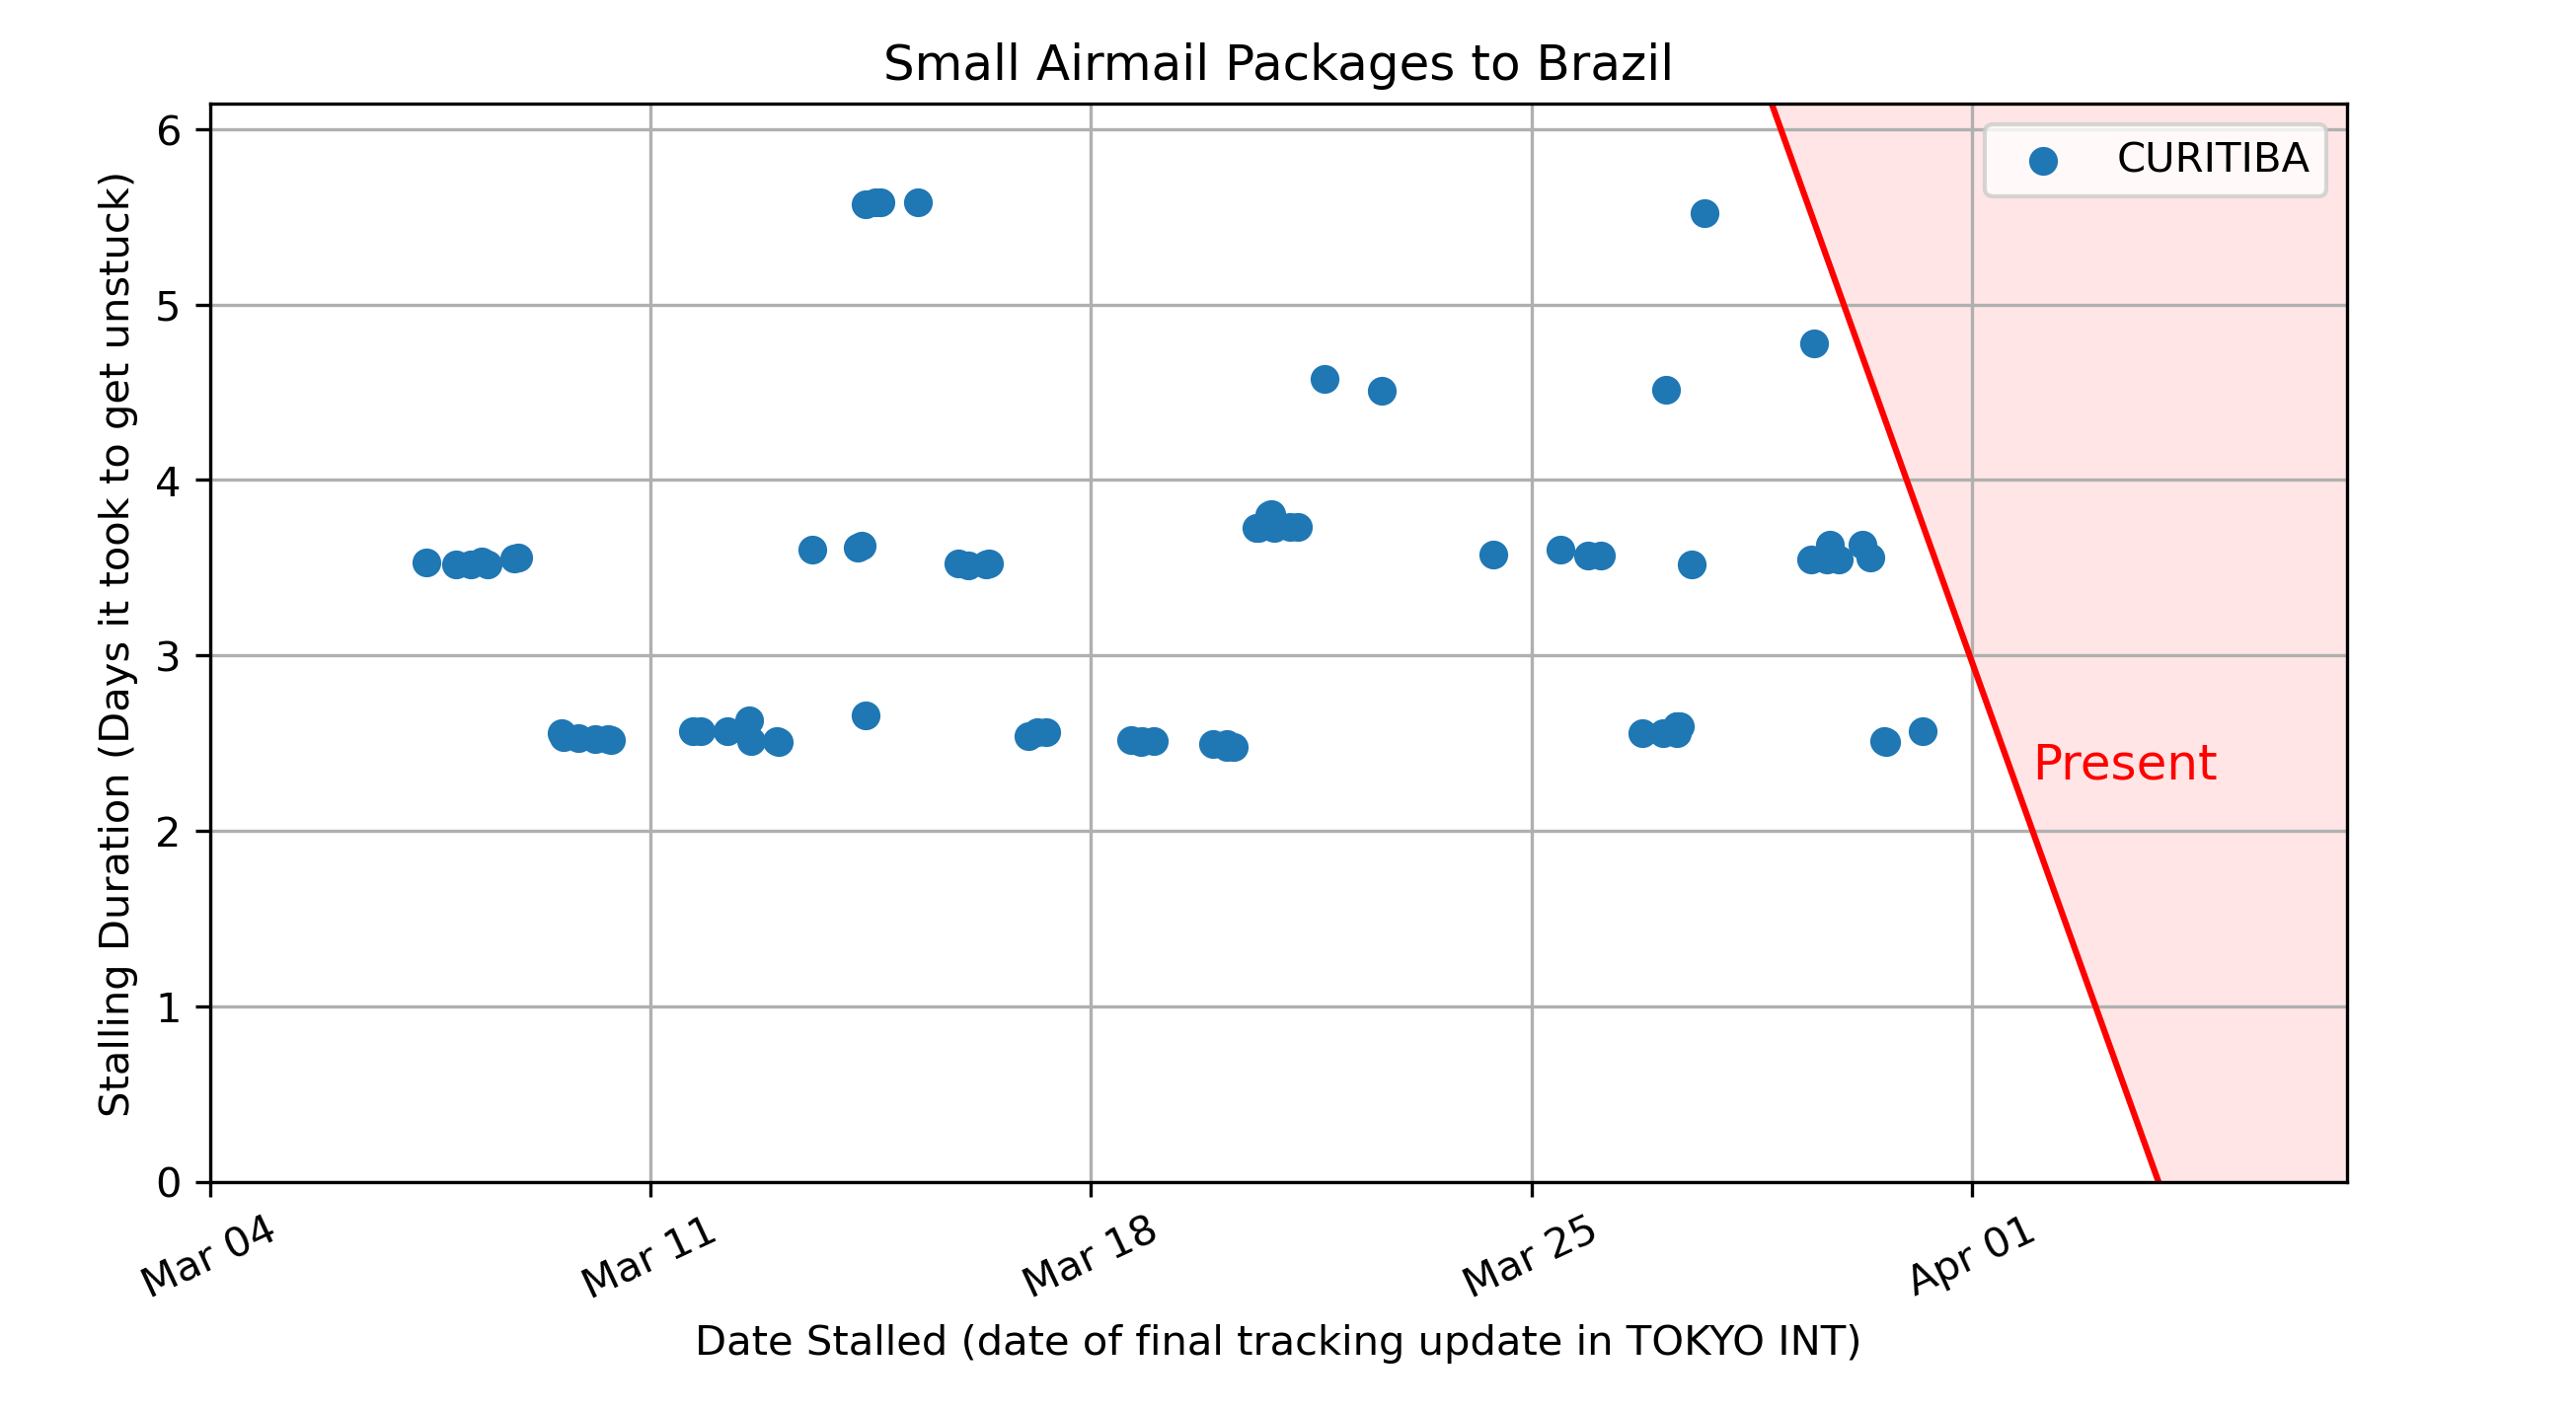 Small Airmail Packages to Brazil
Stalling Duration (Days it took to get unstuck)
6
5
4
3
2
1
0
CURITIBA
Present
Mar 04
Mar 11
Mar 18
Mar 25
Apr 01
Date Stalled (date of final tracking update in TOKYO INT)